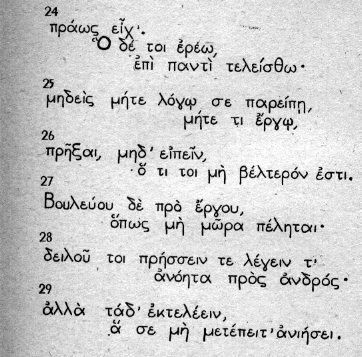 24
πράως εἶχ᾽·
Ὃ δέ τοι ἐρέω,
ἐπὶ παντὶ τελείσθω·
25
μηδεὶς μήτε λόγῳ σε παρείπῃ,
μήτε τι ἔργῳ,
26
πρῆξαι, μηδ᾽ εἰπεῖν,
ὅ τι τοι μὴ βέλτερόν ἐστι.
27
Βουλεύου δὲ πρὸ ἔργου,
ὅπως μὴ μῶρα πέληται·
28
δειλοῦ τοι πρήσσειν τε λέγειν τ᾽
ἀνόητα πρὸς ἀνδρός·
29
ἀλλὰ τάδ᾽ ἐκτελέειν,
ἅ σε μὴ μετέπειτ᾽ ἀνιήσει.